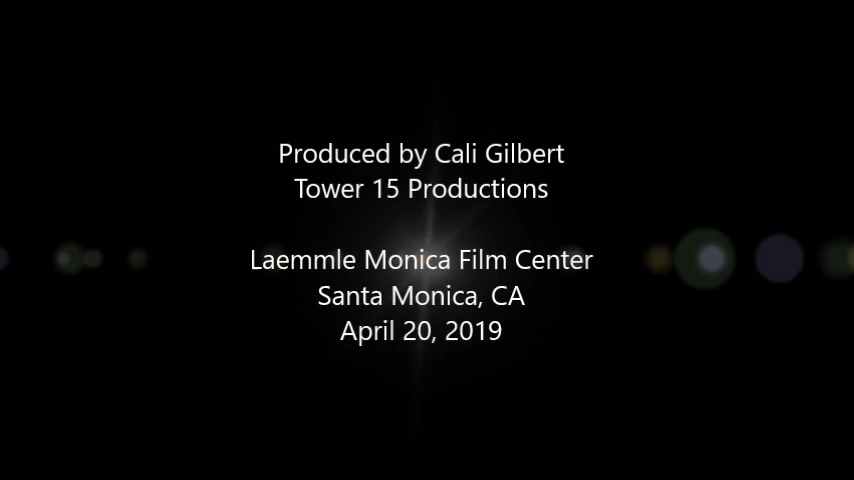 Produced by Cali Gilbert
Tower 15 Productions
Laemmle Monica Film Center
Santa Monica, CA
April 20, 2019